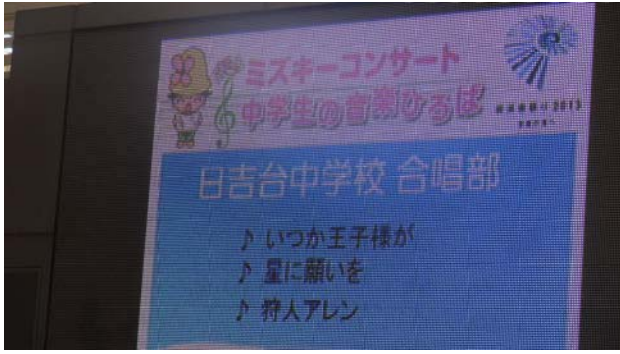 ミズキーコンサート
中学生の音楽ひろば
2013
日吉台中学校 合唱部
♪ いつか王子様が
♪ 星に願いを
♪ 狩人アレン